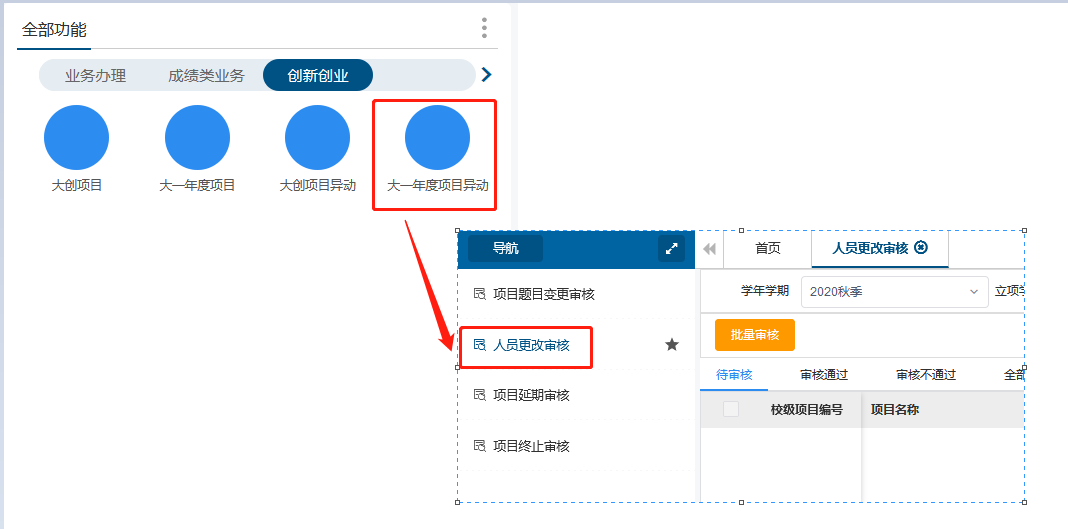 全部功能
业务办理 成绩类业务 创新创业
大创项目 大一年度项目 大创项目异动 大一年度项目异动
导航 首页 人员更改审核
学年学期 2020秋季
项目题目变更审核
批量审核
人员更改审核
待审核 审核通过 审核不通过
项目延期审核
校级项目编号 项目名称
项目终止审核